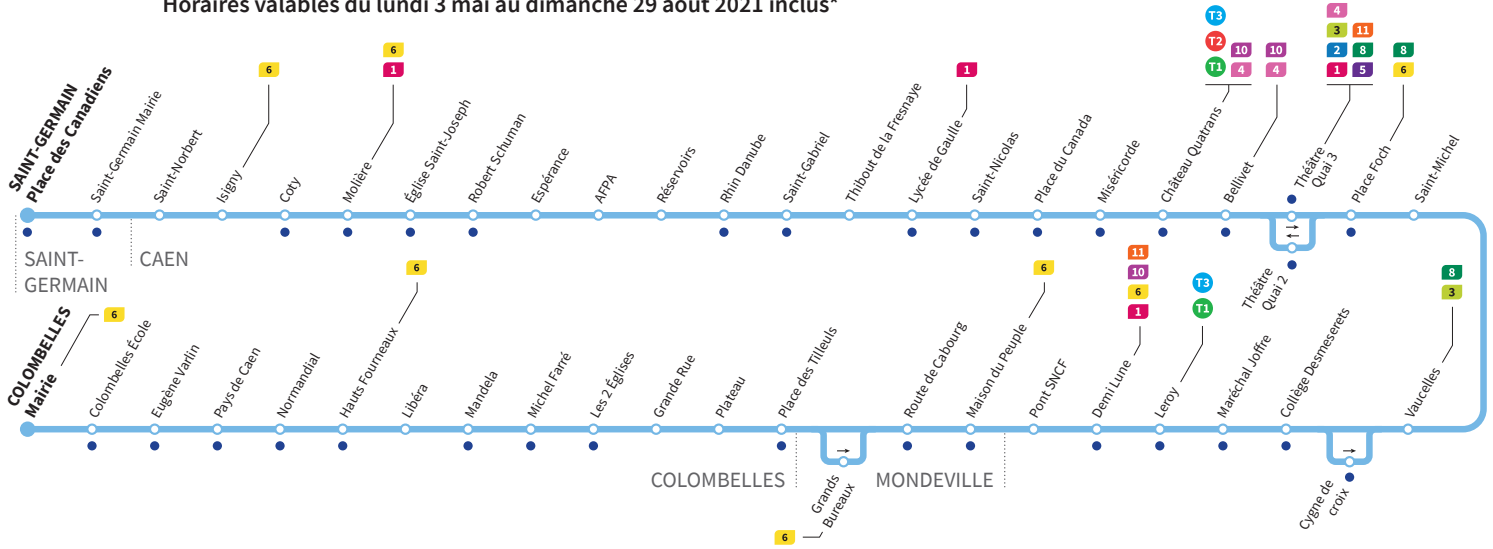 Horaires valables du lundi 3 mai au dimanche 29 août 2021 inclus*
SAINT-GERMAIN
Place des Canadiens
Saint-Germain Mairie
Saint-Norbert
Isigny
6
Coty
Molière
6
1
Église Saint-Joseph
Robert Schuman
Espérance
AFPA
Réservoirs
Rhin Danube
Saint-Gabriel
Thibout de la Fresnaye
Lycée de Gaulle
1
Saint-Nicolas
Place du Canada
Miséricorde
Château Quatrans
T3
T2
T1
10
4
Bellivet
10
4
Théâtre
Quai 3
4
3
11
2
8
1
5
Théâtre
Quai 2
Place Foch
8
6
Saint-Michel
SAINT-
GERMAIN
CAEN
COLOMBELLES
Mairie
6
Colombelles École
Eugène Varlin
Pays de Caen
Normandial
Hauts Fourneaux
6
Libéra
Mandela
Michel Farré
Les 2 Églises
Grande Rue
Plateau
Place des Tilleuls
Grands
Bureaux
6
Route de Cabourg
Maison du Peuple
6
Pont SNCF
Demi Lune
11
10
6
1
Leroy
T3
T1
Maréchal Joffre
Collège Desmeserets
Cygne de
croix
Vaucelles
8
3
COLOMBELLES
MONDEVILLE